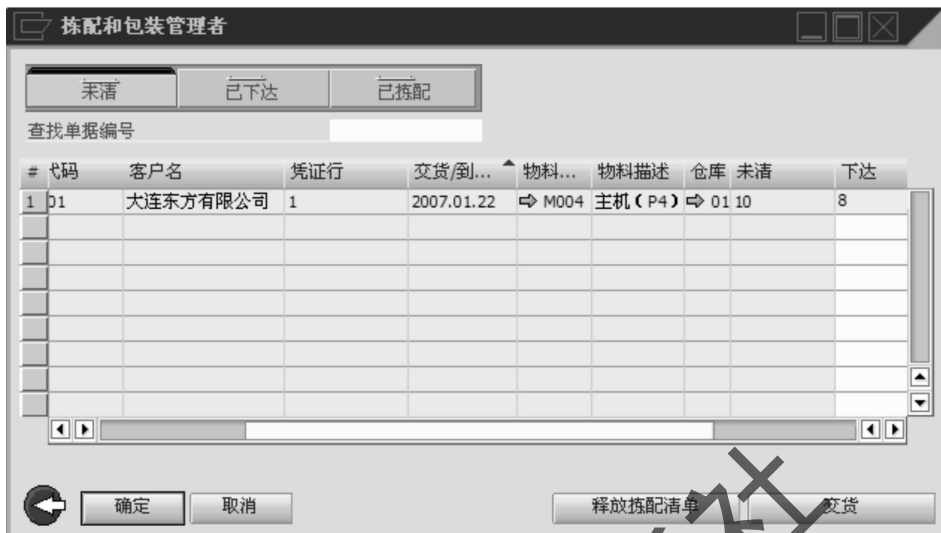 拣配和包装管理者
未清 已下达 已拣配
查找单据编号
# 代码 客户名 凭证行 交货/到... 物料... 物料描述 仓库 未清 下达
1 01 大连东方有限公司 1 2007.01.22 M004 主机(P4) 01 10 8
确定 取消 释放拣配清单 交货
社